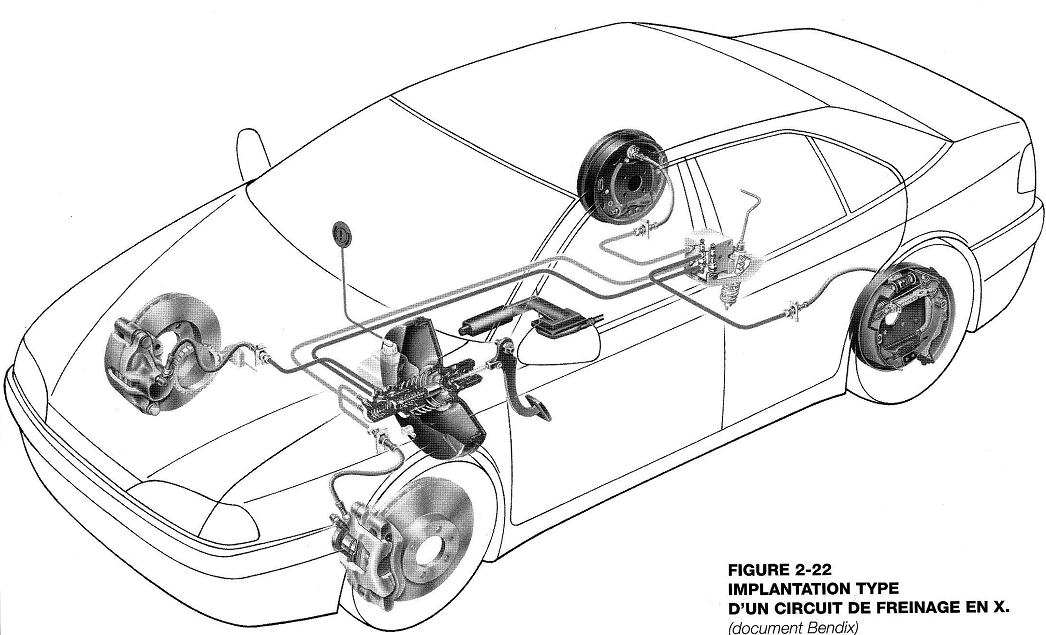 FIGURE 2-22
IMPLANTATION TYPE
D'UN CIRCUIT DE FREINAGE EN X.
(document Bendix)